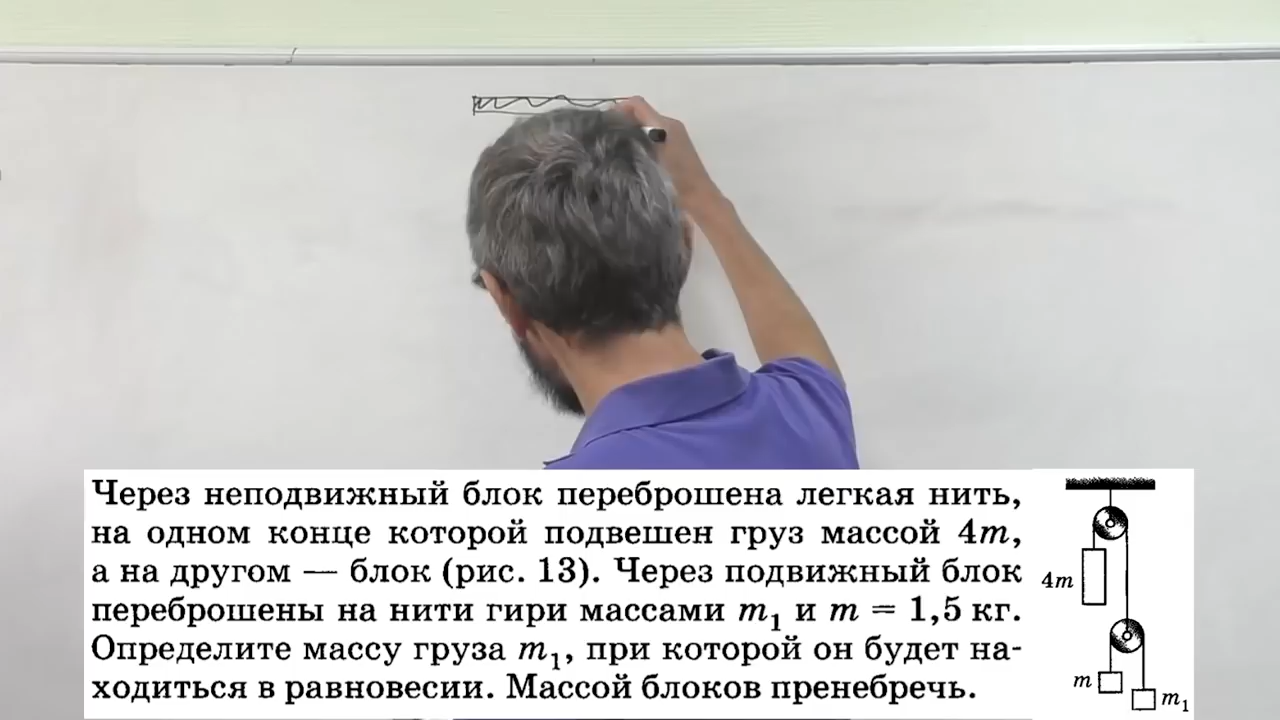 Через неподвижный блок переброшена легкая нить,
на одном конце которой подвешен груз массой 4m,
а на другом — блок (рис. 13). Через подвижный блок
переброшены на нити гири массами m₁ и m = 1,5 кг.
Определите массу груза m₁, при которой он будет на-
ходиться в равновесии. Массой блоков пренебречь.
4m
m
m₁